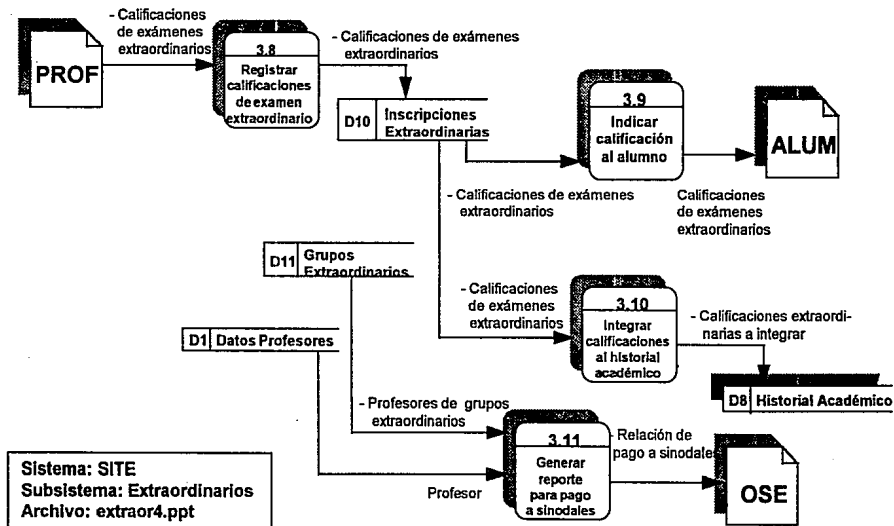 - Calificaciones
de exámenes
extraordinarios
PROF
3.8
Registrar
calificaciones
de examen
extraordinario
- Calificaciones de exámenes
extraordinarios
D10 Inscripciones
Extraordinarias
3.9
Indicar
calificación
al alumno
ALUM
- Calificaciones de exámenes
extraordinarios
Calificaciones
de exámenes
extraordinarios
D11 Grupos
Extraordinarios
- Calificaciones
de exámenes
extraordinarios
3.10
Integrar
calificaciones
al historial
académico
- Calificaciones extraordi-
narias a integrar
D1 Datos Profesores
D8 Historial Académico
- Profesores de grupos
extraordinarios
3.11
Generar
reporte
para pago
a sinodales
- Relación de
pago a sinodales
Profesor
OSE
Sistema: SITE
Subsistema: Extraordinarios
Archivo: extraor4.ppt